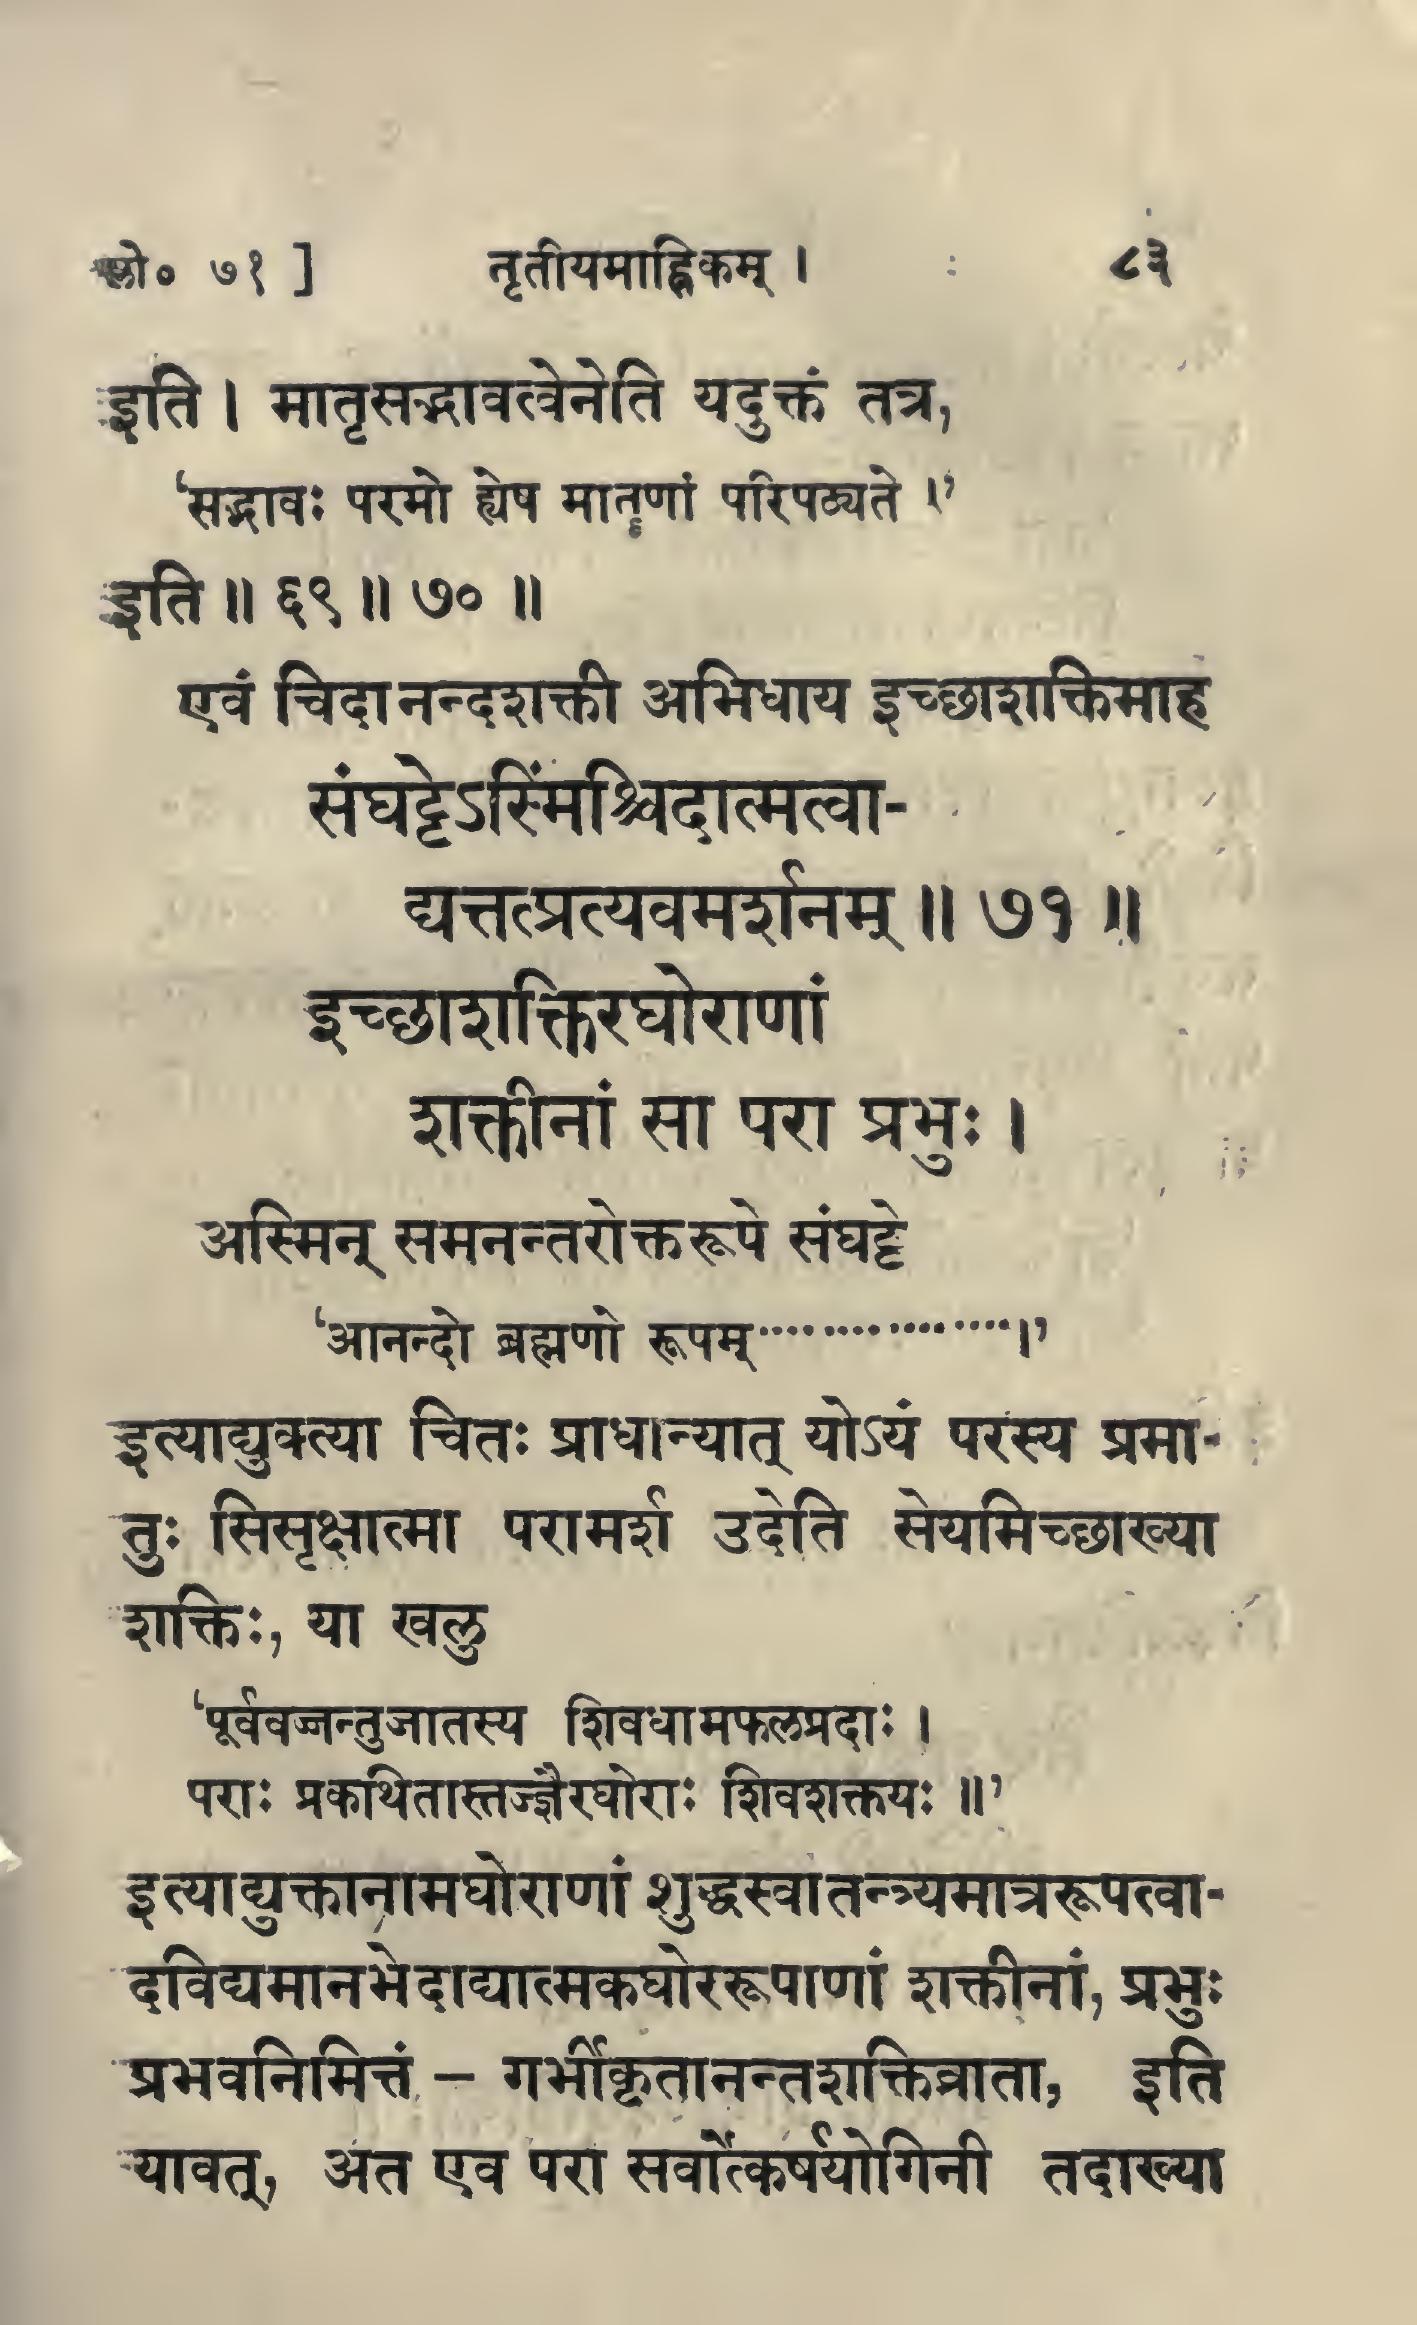 श्लो० ७१ ] तृतीयमाह्निकम् । ८३
इति । मातृसद्भावत्वेनेति यदुक्तं तत्र,
‘सद्भावः परमो ह्येष मातॄणां परिपठ्यते ।’
इति ॥ ६९ ॥ ७० ॥
एवं चिदानन्दशक्ती अभिधाय इच्छाशक्तिमाह
संघट्टेऽस्मिंश्चिदात्मत्वा-
द्यत्तत्प्रत्यवमर्शनम् ॥ ७१ ॥
इच्छाशक्तिरघोराणां
शक्तीनां सा परा प्रभुः ।
अस्मिन् समनन्तरोक्तरूपे संघट्टे
‘आनन्दो ब्रह्मणो रूपम्..................।’
इत्याद्युक्त्या चितः प्राधान्यात् योऽयं परस्य प्रमा-
तुः सिसृक्षात्मा परामर्श उदेति सेयमिच्छाख्या
शक्तिः, या खलु
‘पूर्ववज्जन्तुजातस्य शिवधामफलप्रदाः ।
पराः प्रकथितास्तज्ज्ञैरघोराः शिवशक्तयः ॥’
इत्याद्युक्तानामघोराणां शुद्धस्वातन्त्र्यमात्ररूपत्वा-
दविद्यमानभेदाद्यात्मकघोररूपाणां शक्तीनां, प्रभुः
प्रभवनिमित्तं – गर्भीकृतानन्तशक्तिव्राता, इति
यावत्, अत एव परा सर्वोत्कर्षयोगिनी तदाख्या